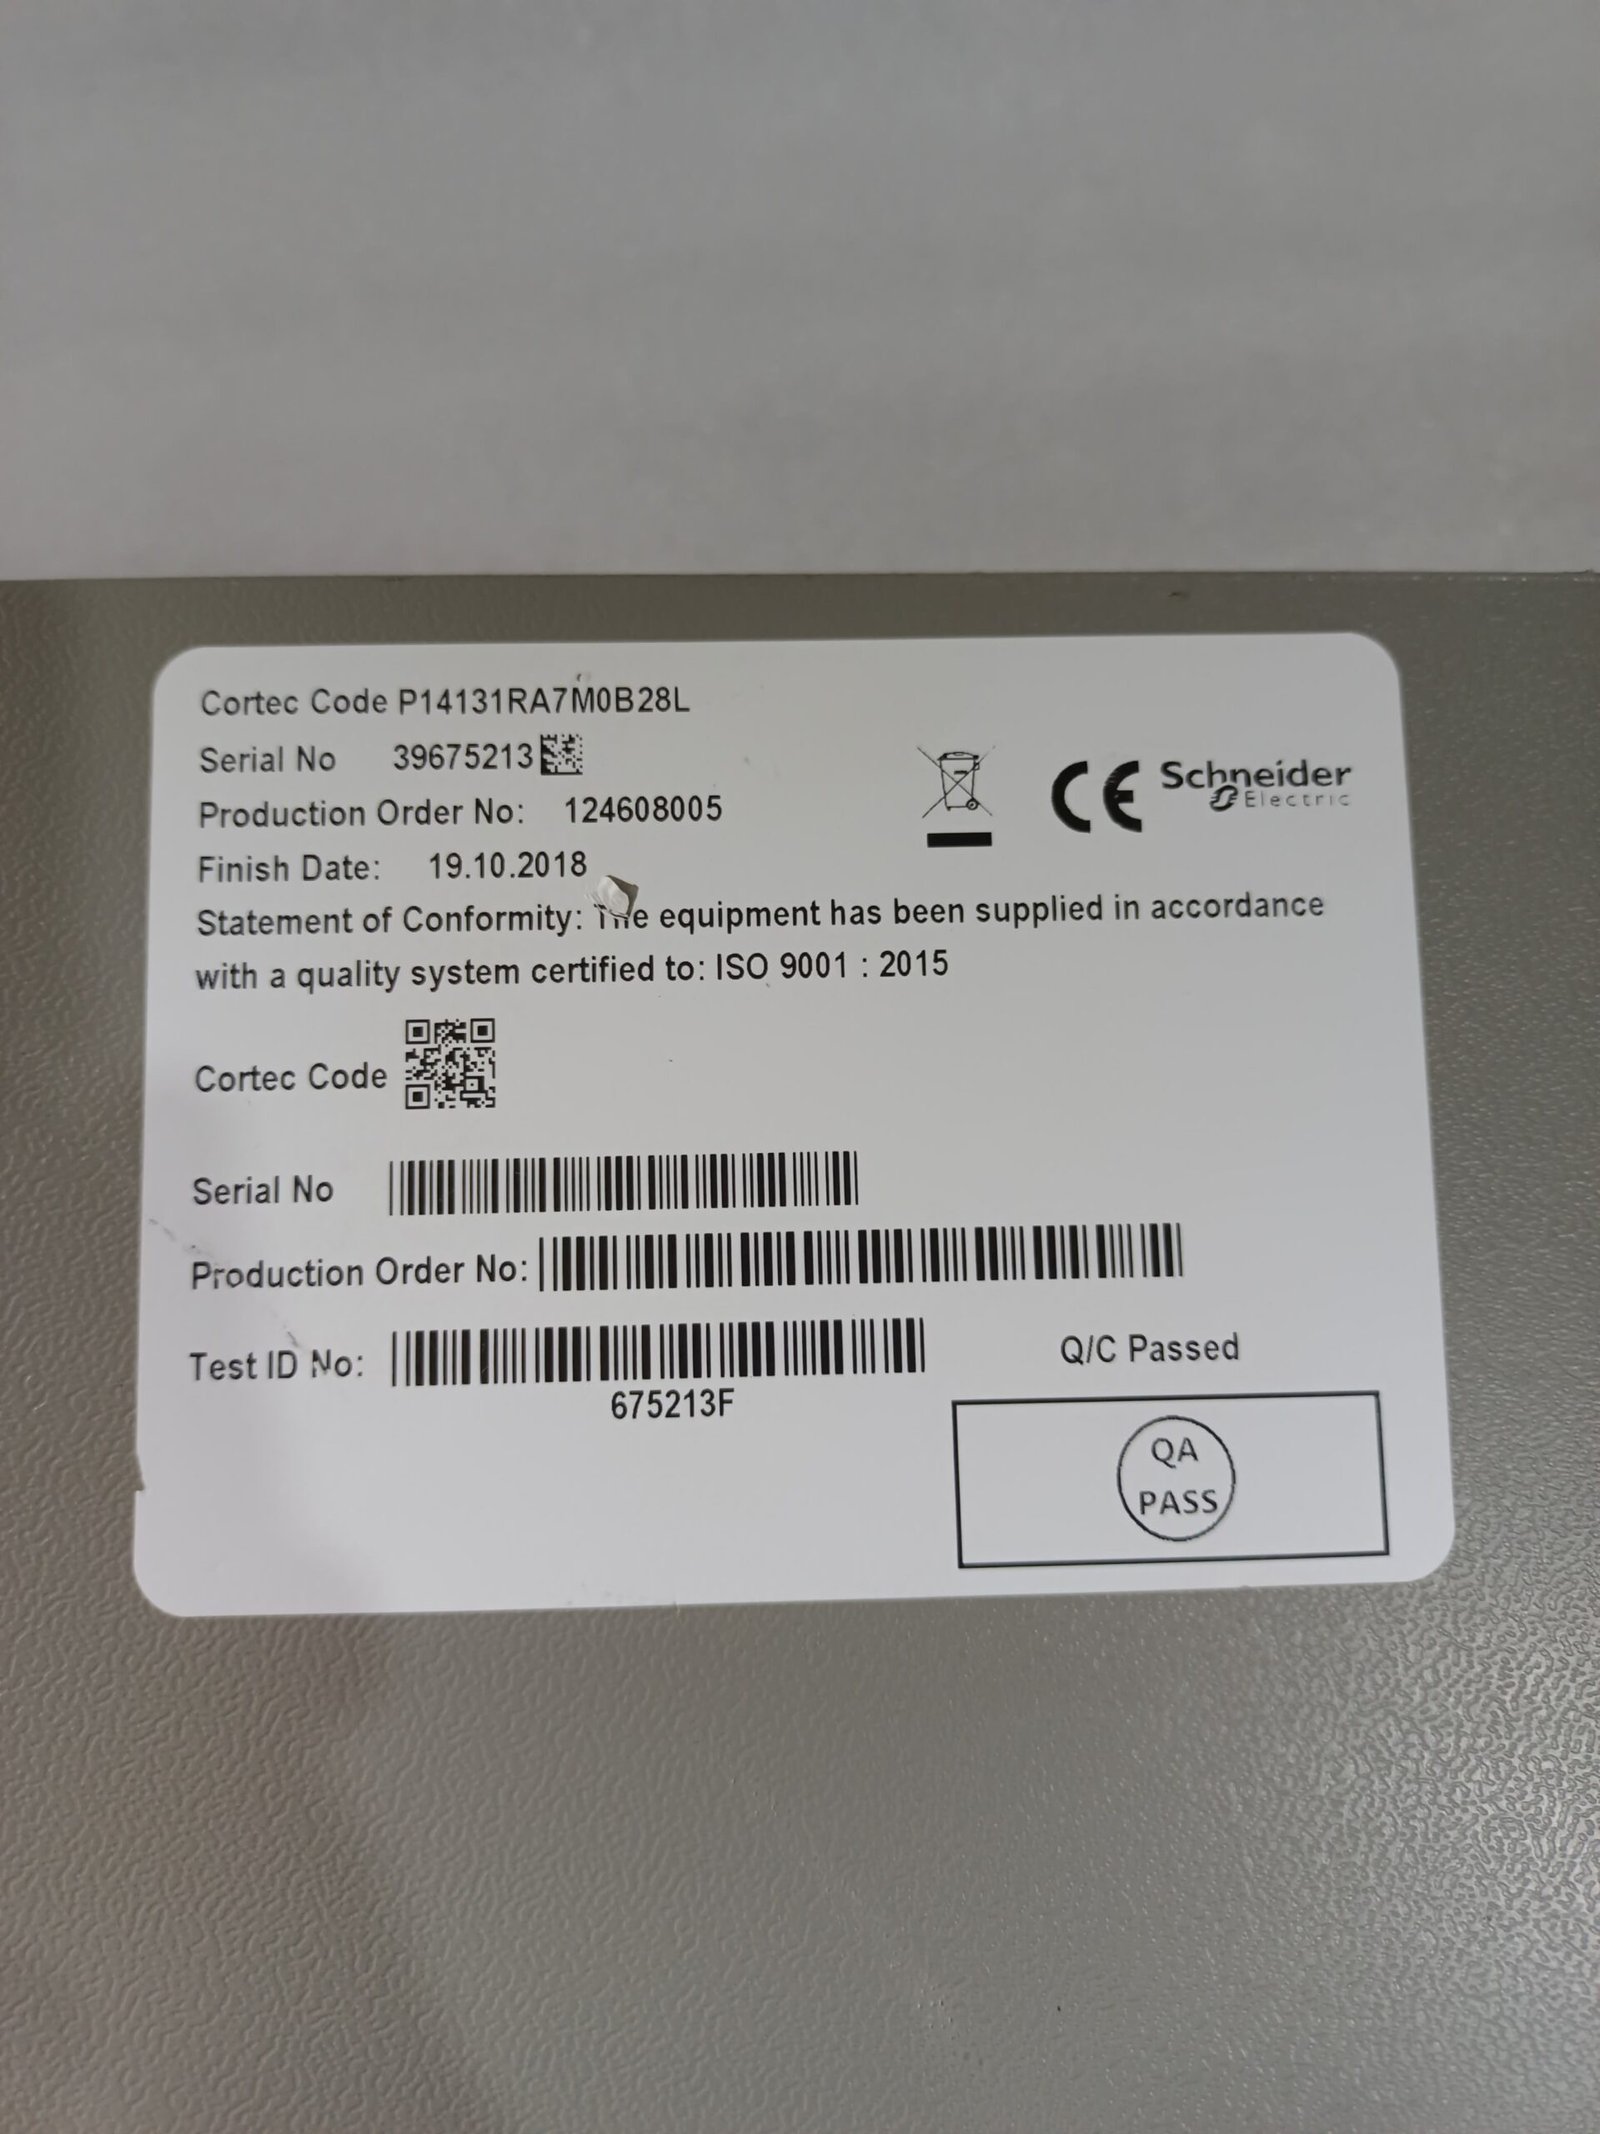 Cortec Code P14131RA7M0B28L
Serial No 39675213
Production Order No: 124608005
Finish Date: 19.10.2018
CE Schneider
Electric
Statement of Conformity: The equipment has been supplied in accordance
with a quality system certified to: ISO 9001 : 2015
Cortec Code
Serial No
Production Order No:
Test ID No:
675213F
Q/C Passed
QA
PASS